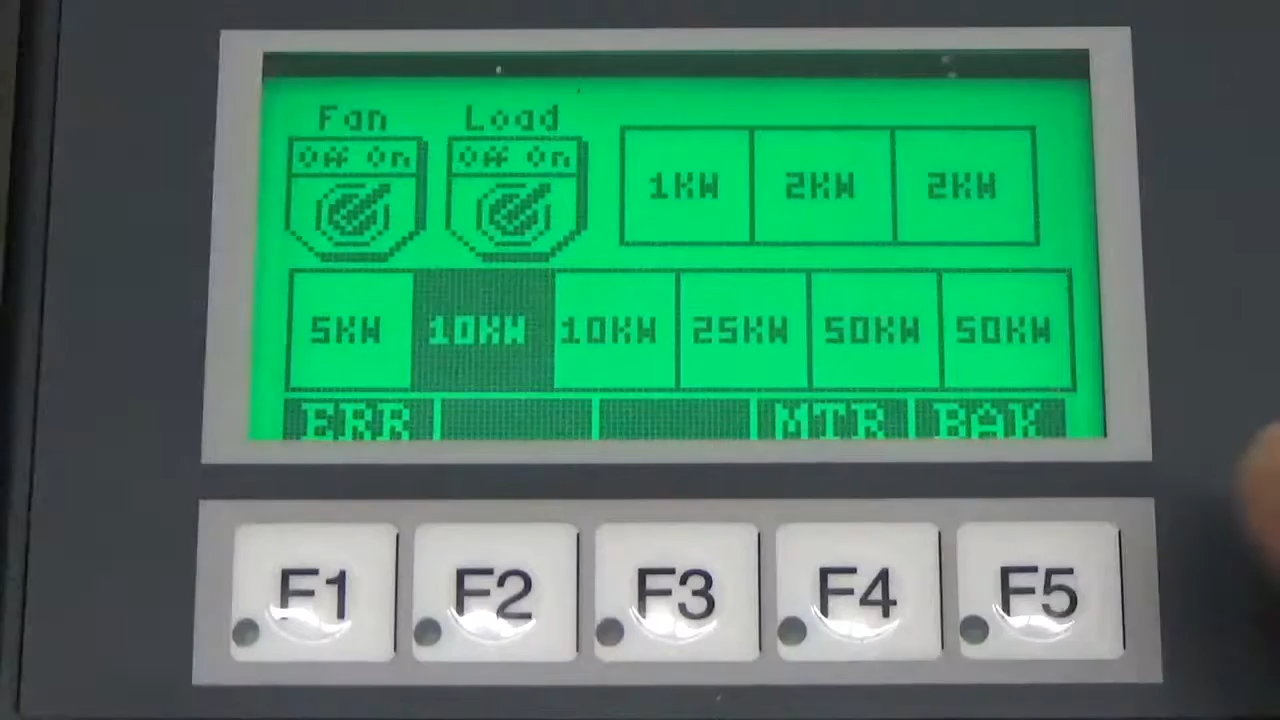 Fan Load
Off On Off On
1KW 2KW 2KW
5KW 10KW 10KW 25KW 50KW 50KW
ERR MTR BAK
F1 F2 F3 F4 F5